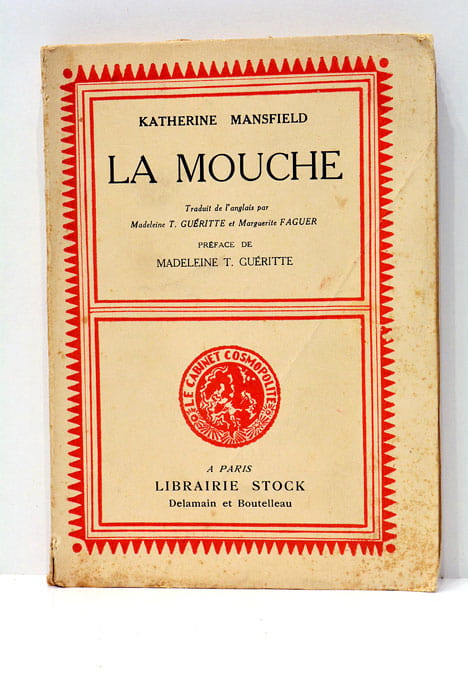 KATHERINE MANSFIELD
LA MOUCHE
Traduit de l'anglais par
Madeleine T. GUÉRITTE et Marguerite FAGUER
PRÉFACE DE
MADELEINE T. GUÉRITTE
LE CABINET COSMOPOLITE
A PARIS
LIBRAIRIE STOCK
Delamain et Boutelleau